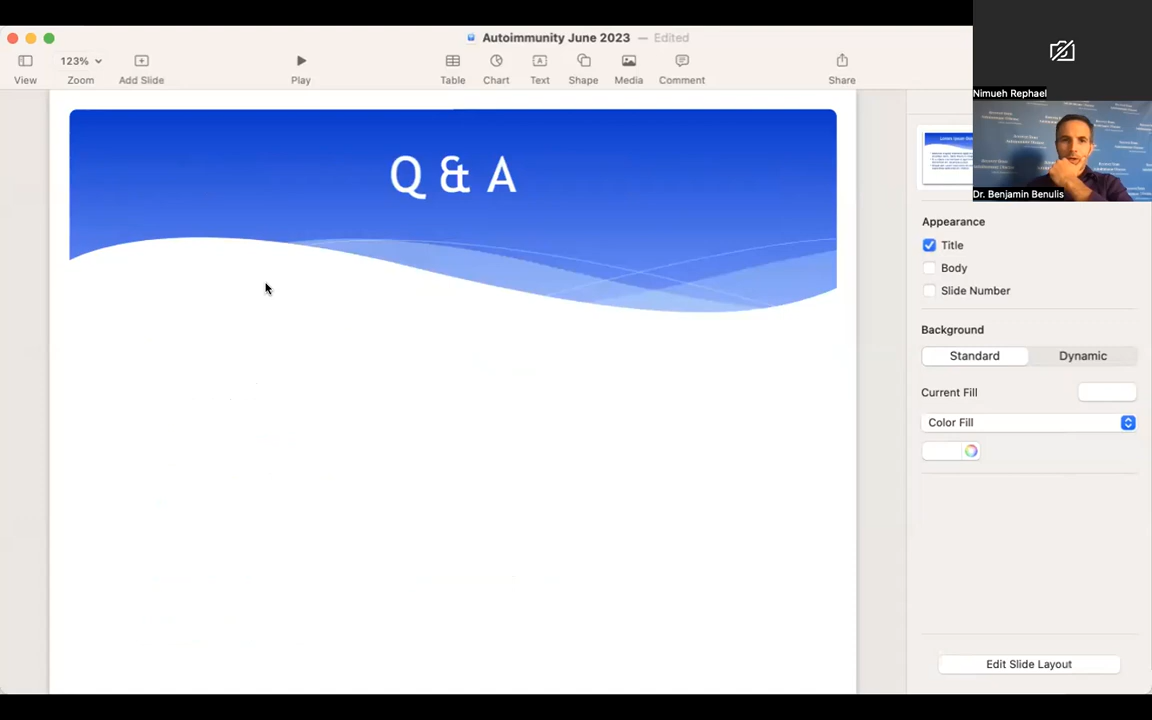 Autoimmunity June 2023 — Edited
123%
View
Zoom
Add Slide
Play
Table
Chart
Text
Shape
Media
Comment
Share
Nimueh Rephael
Dr. Benjamin Benulis
Q & A
Appearance
Title
Body
Slide Number
Background
Standard
Dynamic
Current Fill
Color Fill
Edit Slide Layout